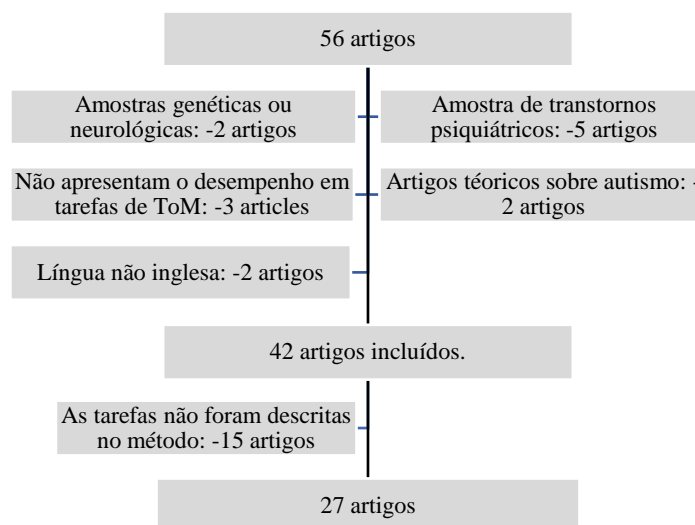 56 artigos
Amostras genéticas ou
neurológicas: -2 artigos
Amostra de transtornos
psiquiátricos: -5 artigos
Não apresentam o desempenho em
tarefas de ToM: -3 articles
Artigos téoricos sobre autismo: -
2 artigos
Língua não inglesa: -2 artigos
42 artigos incluídos.
As tarefas não foram descritas
no método: -15 artigos
27 artigos